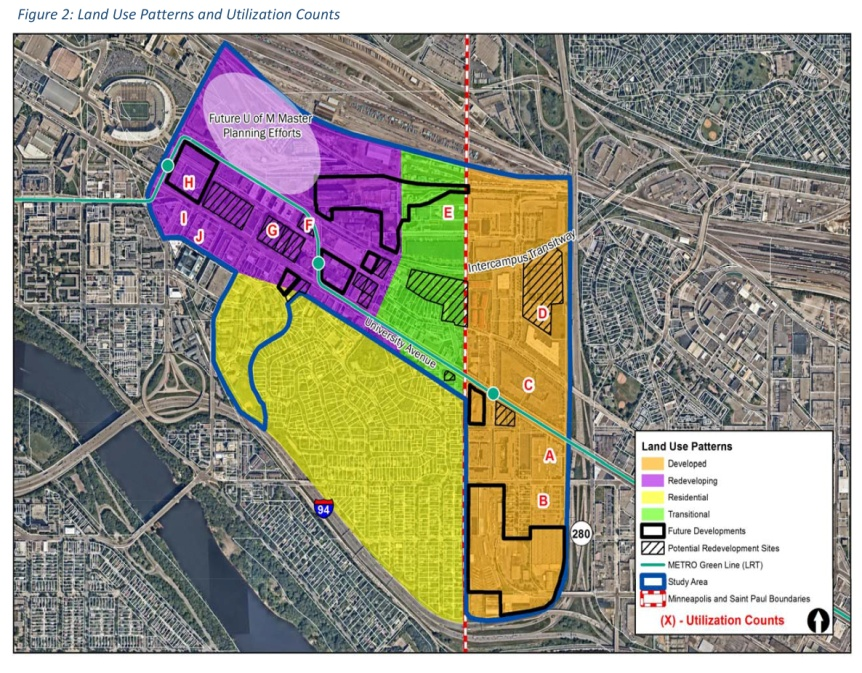 Figure 2: Land Use Patterns and Utilization Counts
Future U of M Master
Planning Efforts
H
I
J
G
F
E
Intercampus Transitway
D
University Avenue
C
A
B
94
280
Land Use Patterns
Developed
Redeveloping
Residential
Transitional
Future Developments
Potential Redevelopment Sites
METRO Green Line (LRT)
Study Area
Minneapolis and Saint Paul Boundaries
(X) - Utilization Counts